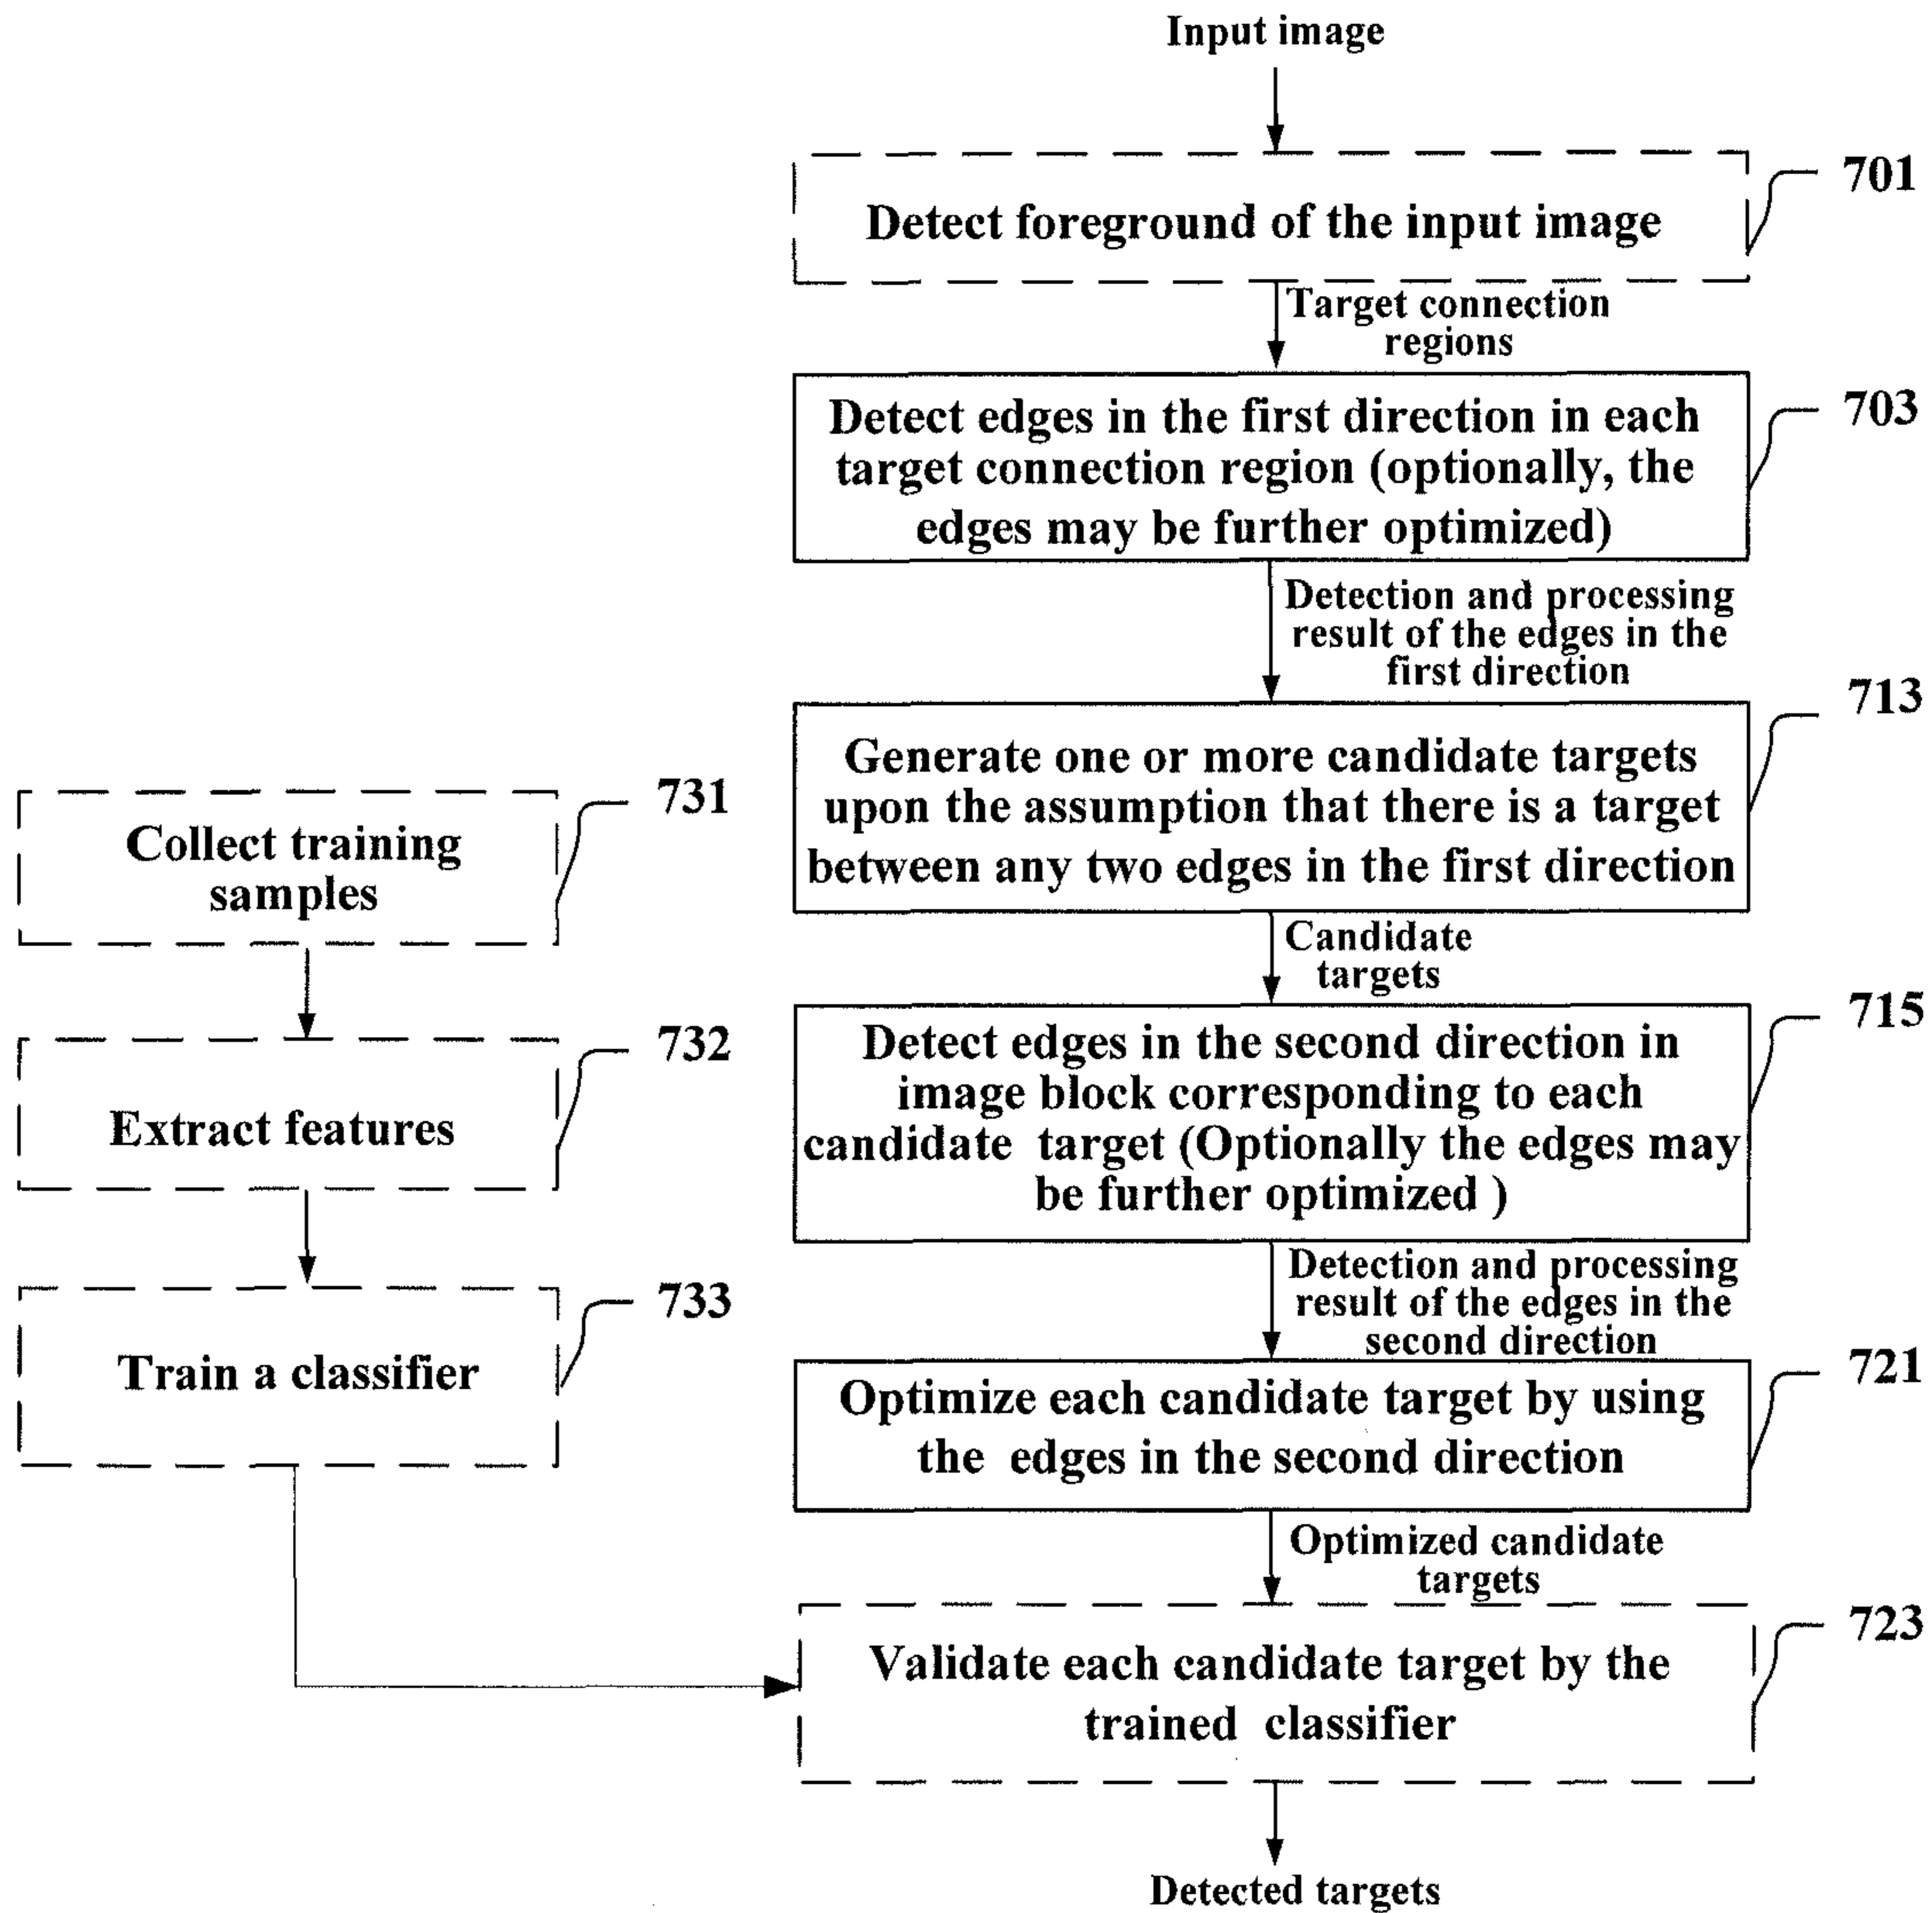 Input image
701
Detect foreground of the input image
Target connection
regions
703
Detect edges in the first direction in each
target connection region (optionally, the
edges may be further optimized)
Detection and processing
result of the edges in the
first direction
713
Generate one or more candidate targets
upon the assumption that there is a target
between any two edges in the first direction
731
Collect training
samples
Candidate
targets
715
Detect edges in the second direction in
image block corresponding to each
candidate target (Optionally the edges may
be further optimized )
732
Extract features
Detection and processing
result of the edges in the
second direction
733
Train a classifier
721
Optimize each candidate target by using
the edges in the second direction
Optimized candidate
targets
723
Validate each candidate target by the
trained classifier
Detected targets